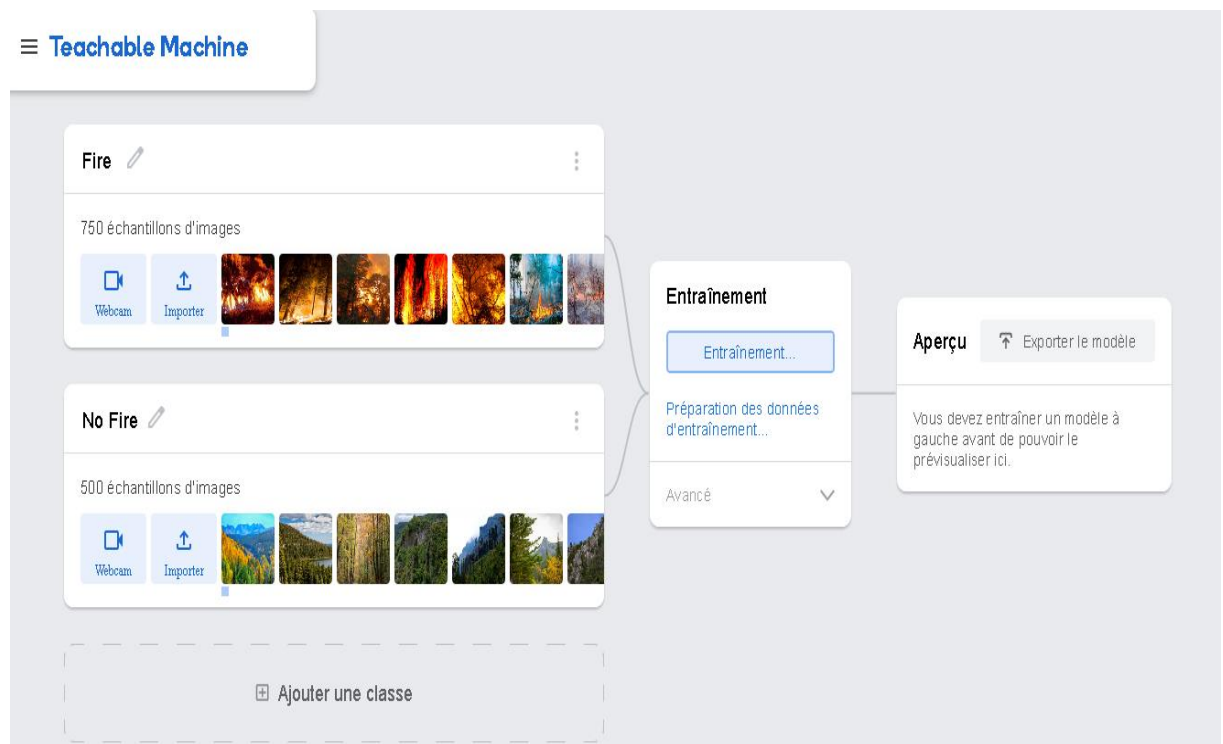 Teachable Machine
Fire
750 échantillons d'images
Webcam
Importer
No Fire
500 échantillons d'images
Webcam
Importer
Ajouter une classe
Entraînement
Entraînement...
Préparation des données
d'entraînement...
Avancé
Aperçu
Exporter le modèle
Vous devez entraîner un modèle à
gauche avant de pouvoir le
prévisualiser ici.